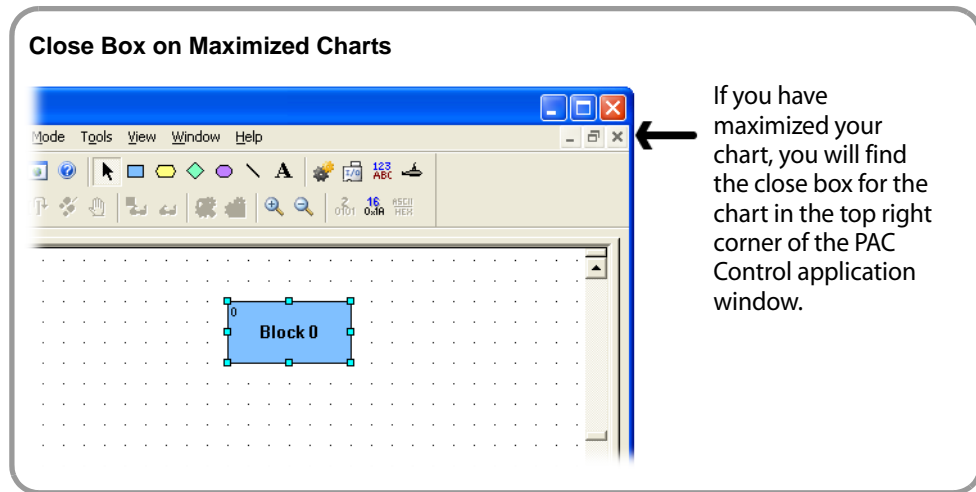 Close Box on Maximized Charts
If you have
maximized your
chart, you will find
the close box for the
chart in the top right
corner of the PAC
Control application
window.
Mode Tools View Window Help
A I/O 123 ABC
2 0101 16 0x1A ASCII HEX
0
Block 0